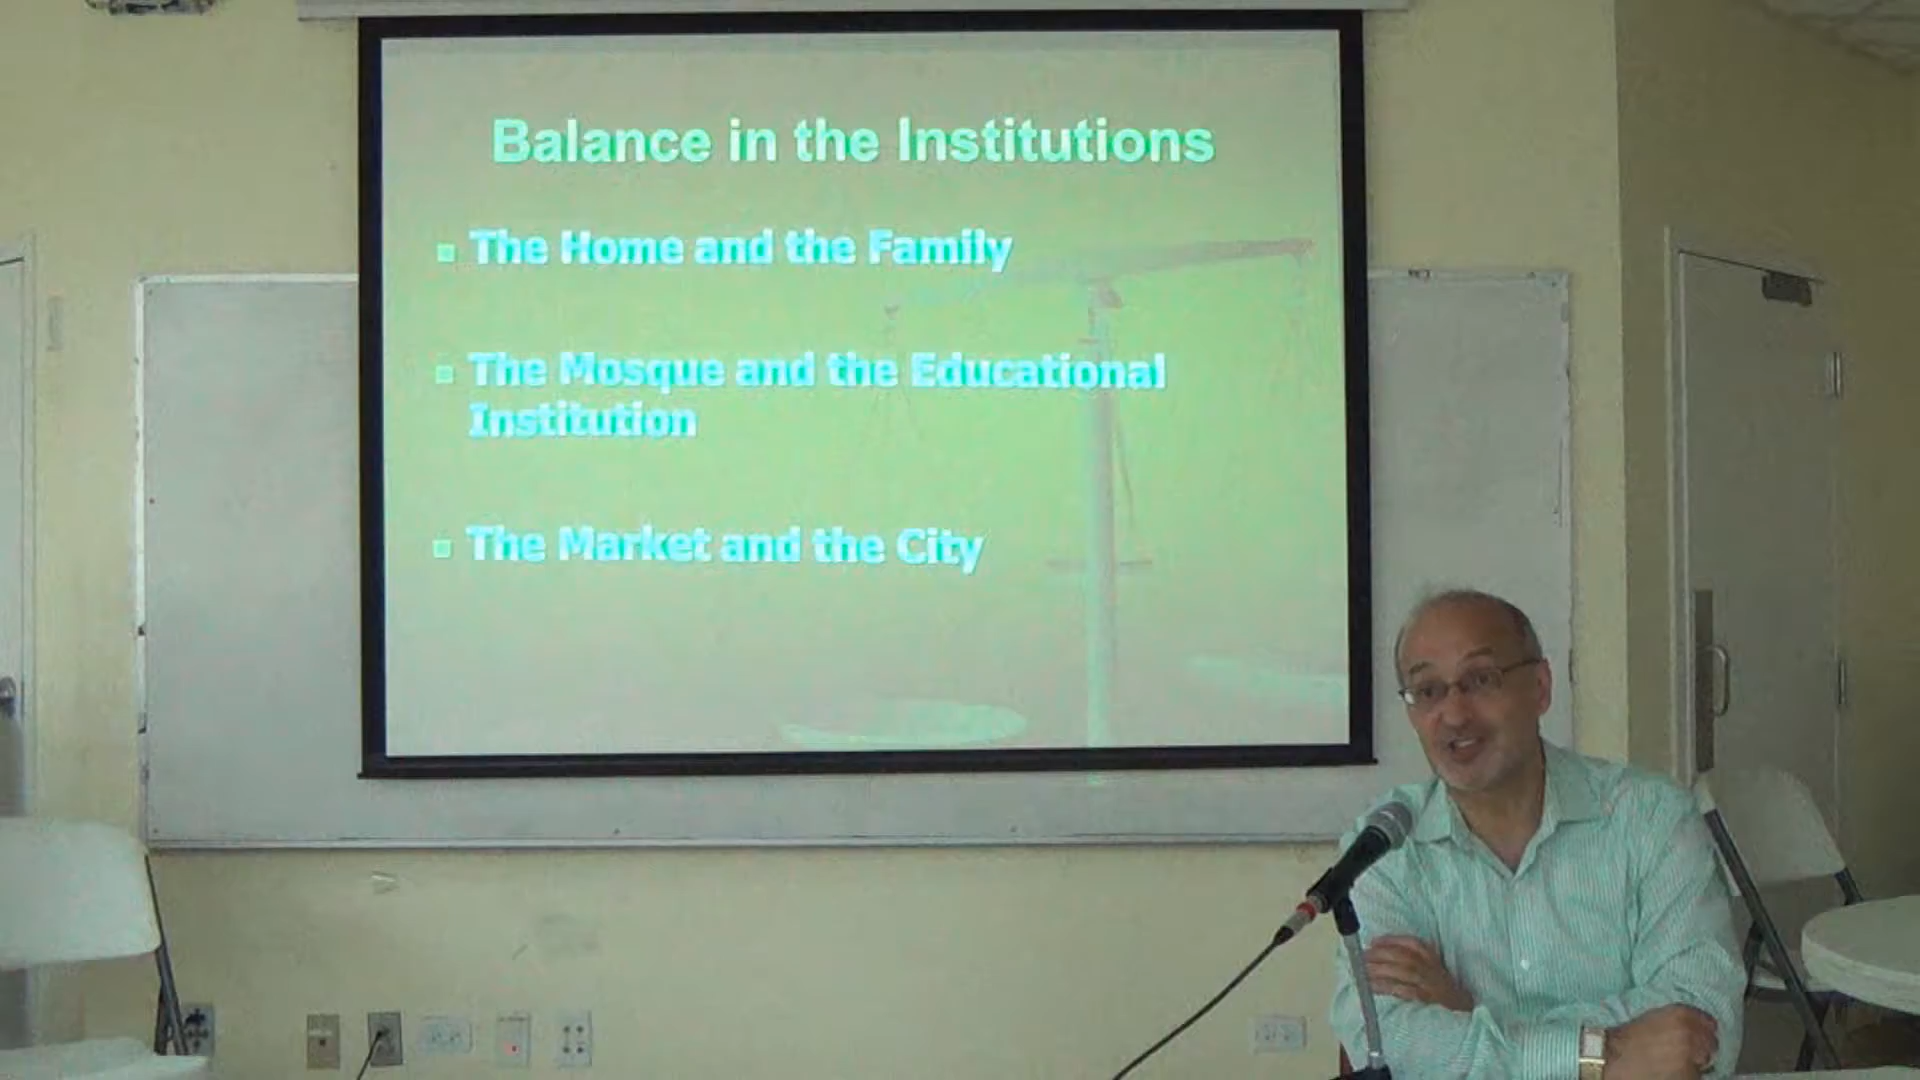 Balance in the Institutions
The Home and the Family
The Mosque and the Educational
Institution
The Market and the City